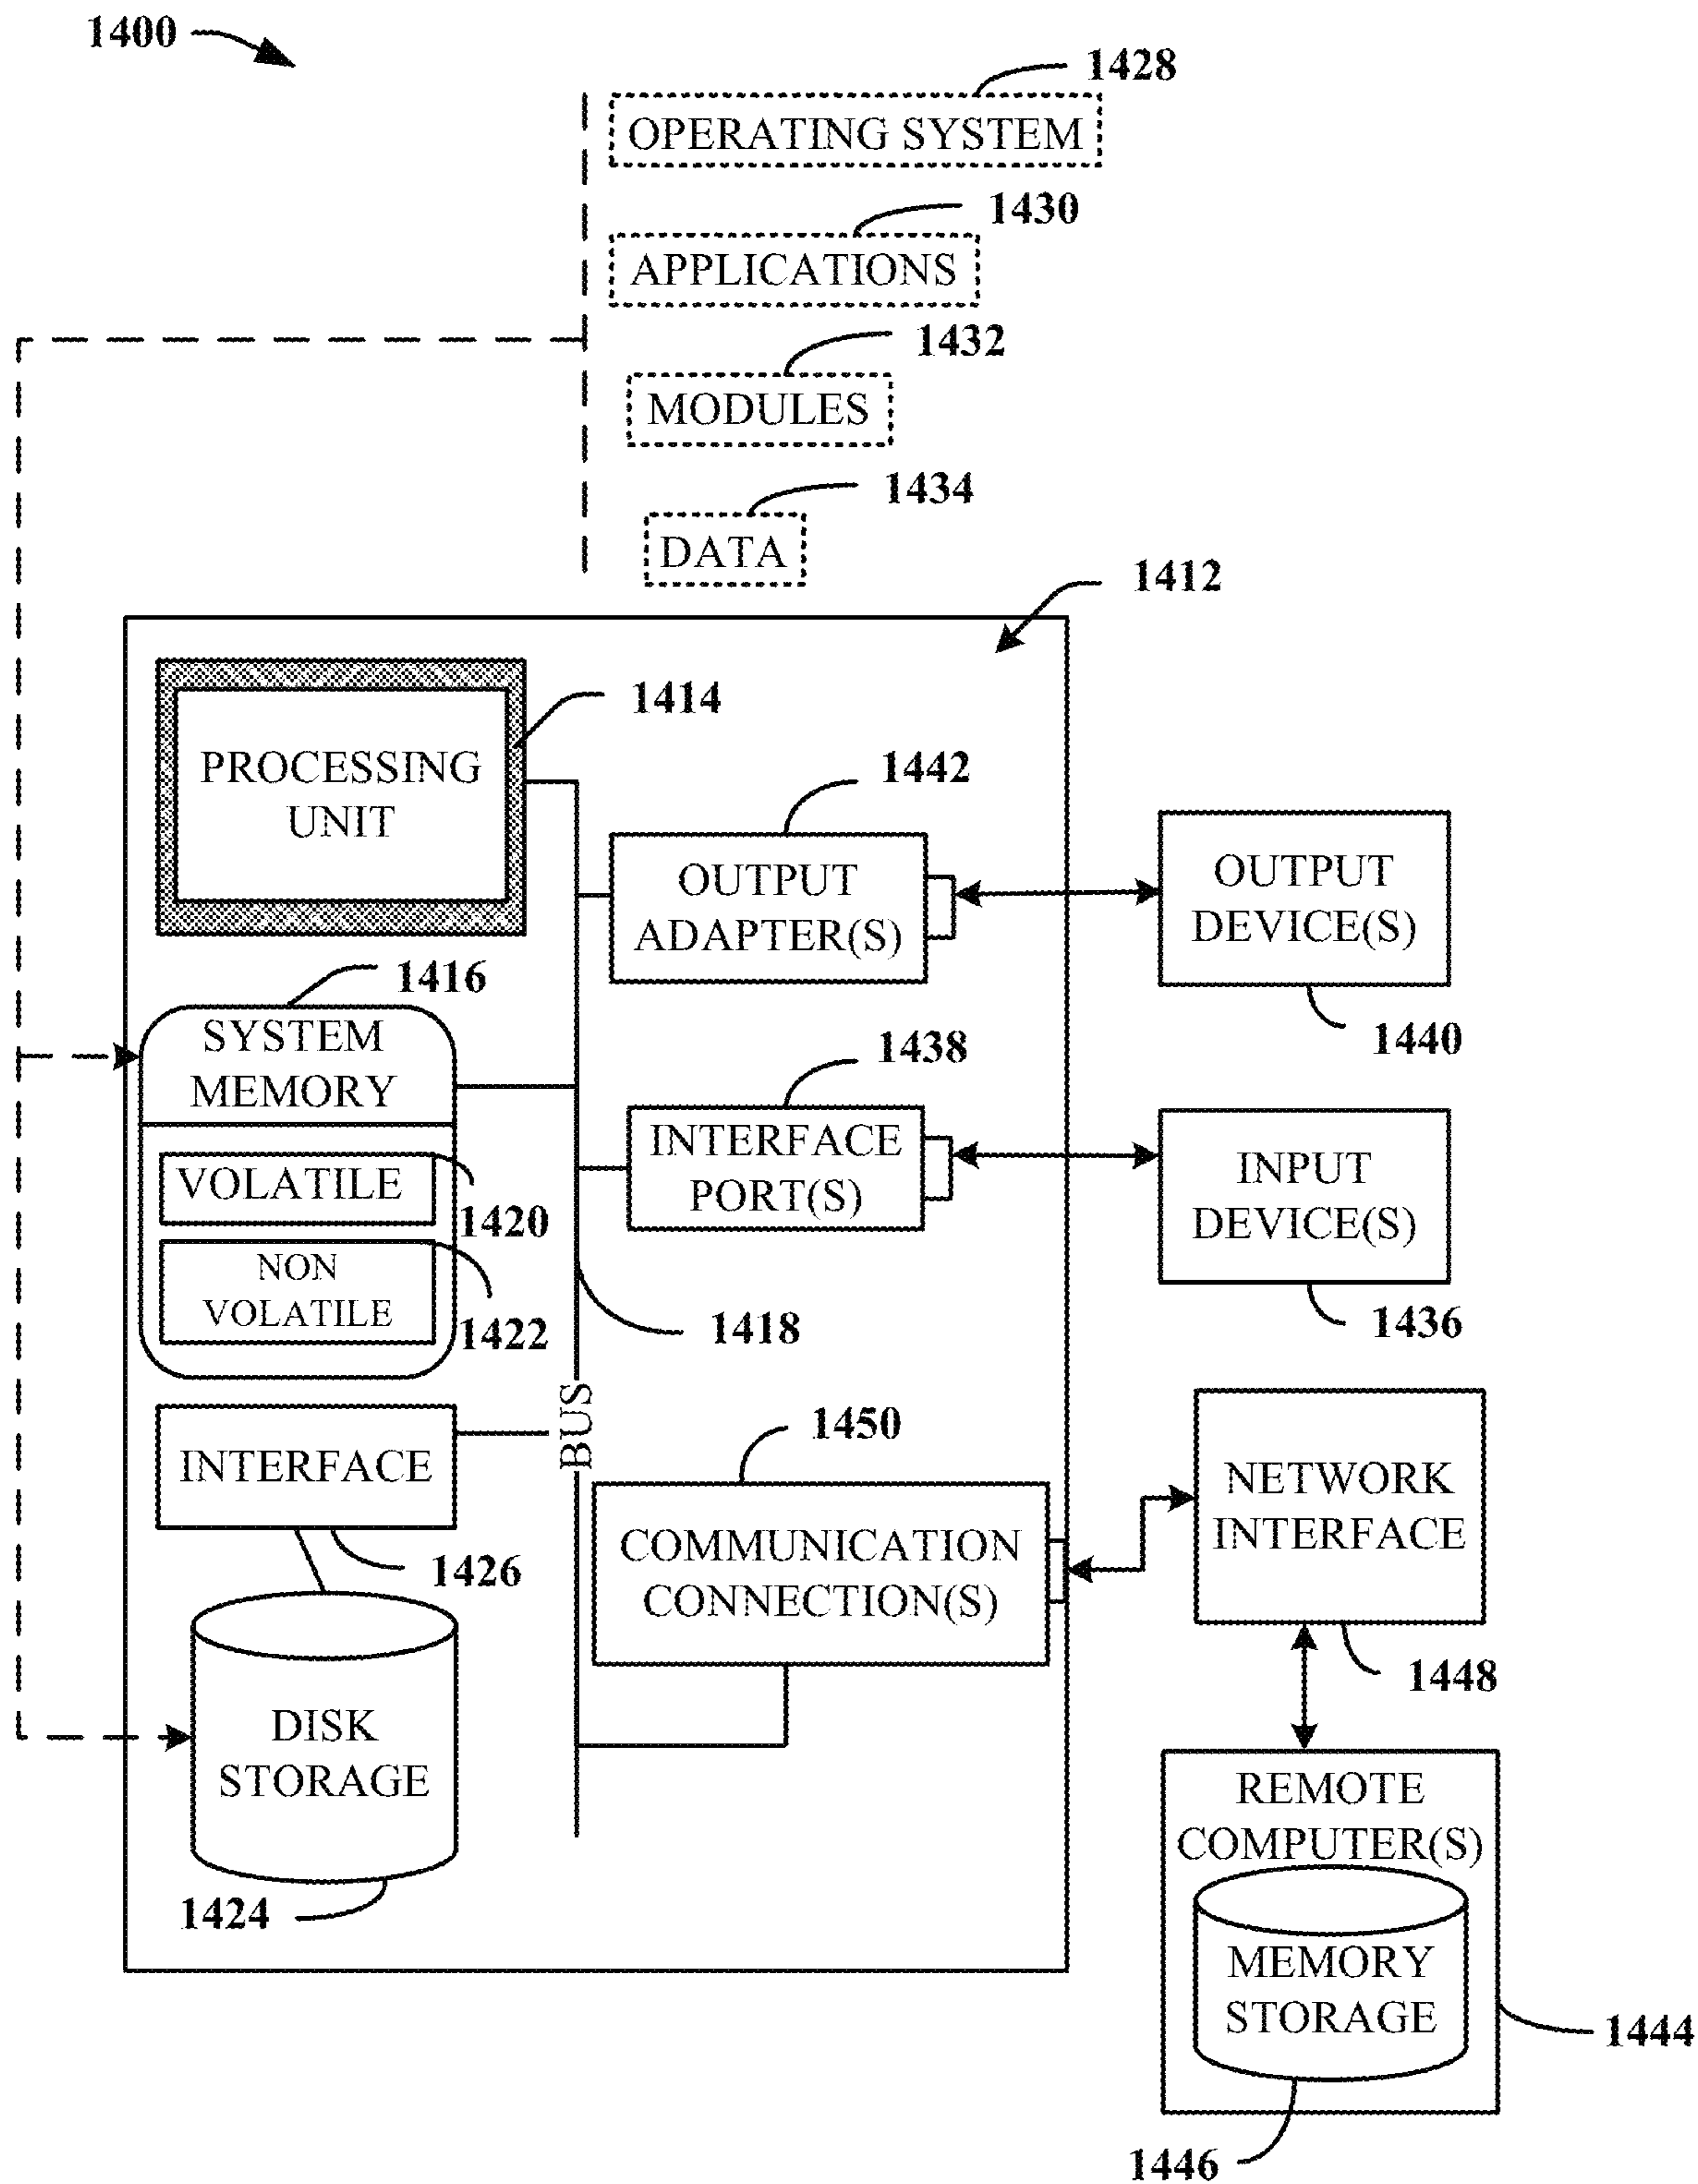 1400
1428
OPERATING SYSTEM
1430
APPLICATIONS
1432
MODULES
1434
DATA
1412
1414
PROCESSING
UNIT
1442
OUTPUT
ADAPTER(S)
OUTPUT
DEVICE(S)
1440
1416
SYSTEM
MEMORY
VOLATILE
1420
NON
VOLATILE
1422
1438
INTERFACE
PORT(S)
INPUT
DEVICE(S)
1436
1418
BUS
INTERFACE
1426
1450
COMMUNICATION
CONNECTION(S)
NETWORK
INTERFACE
1448
DISK
STORAGE
1424
REMOTE
COMPUTER(S)
MEMORY
STORAGE
1444
1446